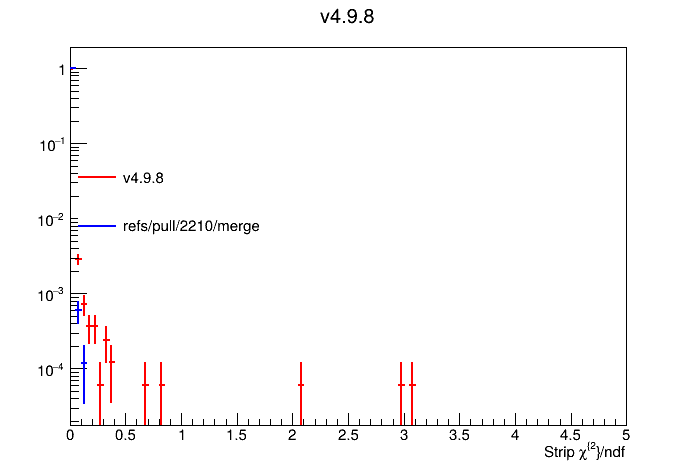 v4.9.8
1
10⁻¹
v4.9.8
10⁻²
refs/pull/2210/merge
10⁻³
10⁻⁴
0 0.5 1 1.5 2 2.5 3 3.5 4 4.5 5
Strip χ^{2}/ndf